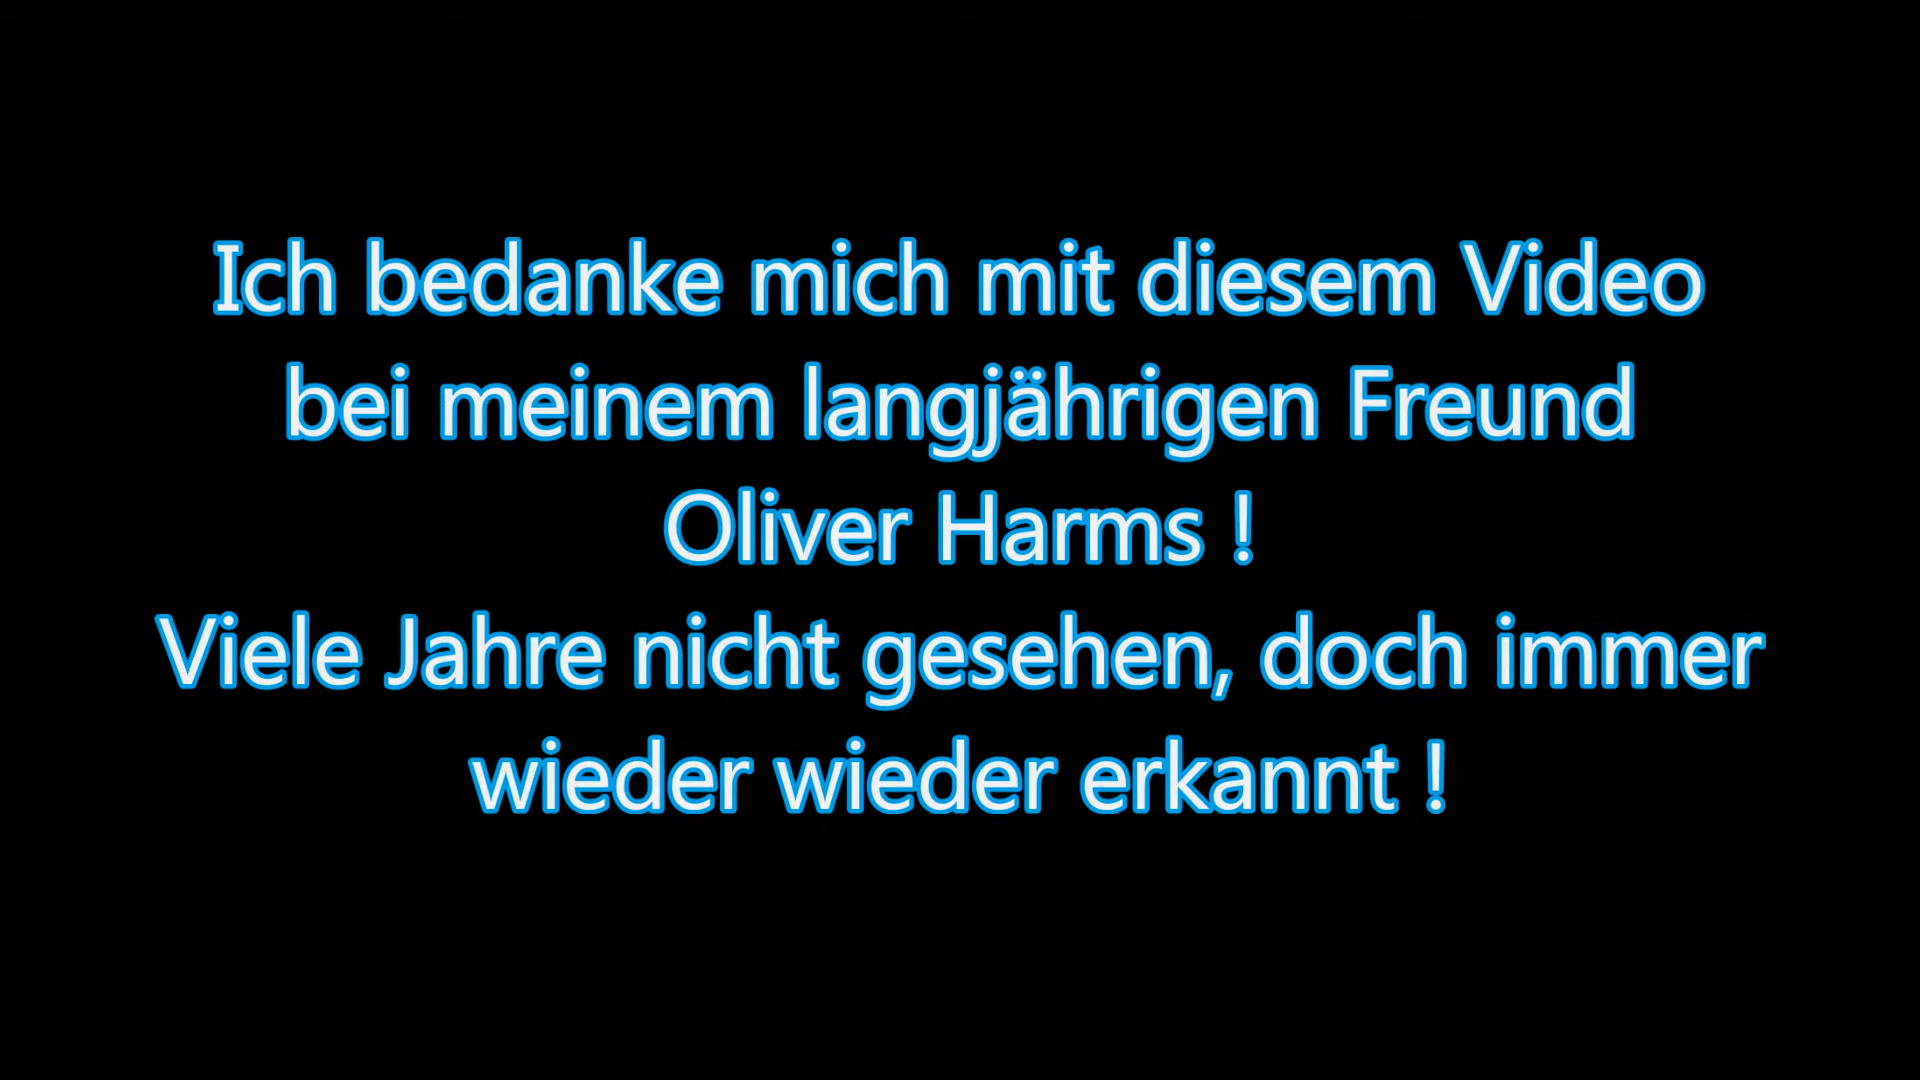 Ich bedanke mich mit diesem Video
bei meinem langjährigen Freund
Oliver Harms !
Viele Jahre nicht gesehen, doch immer
wieder wieder erkannt !